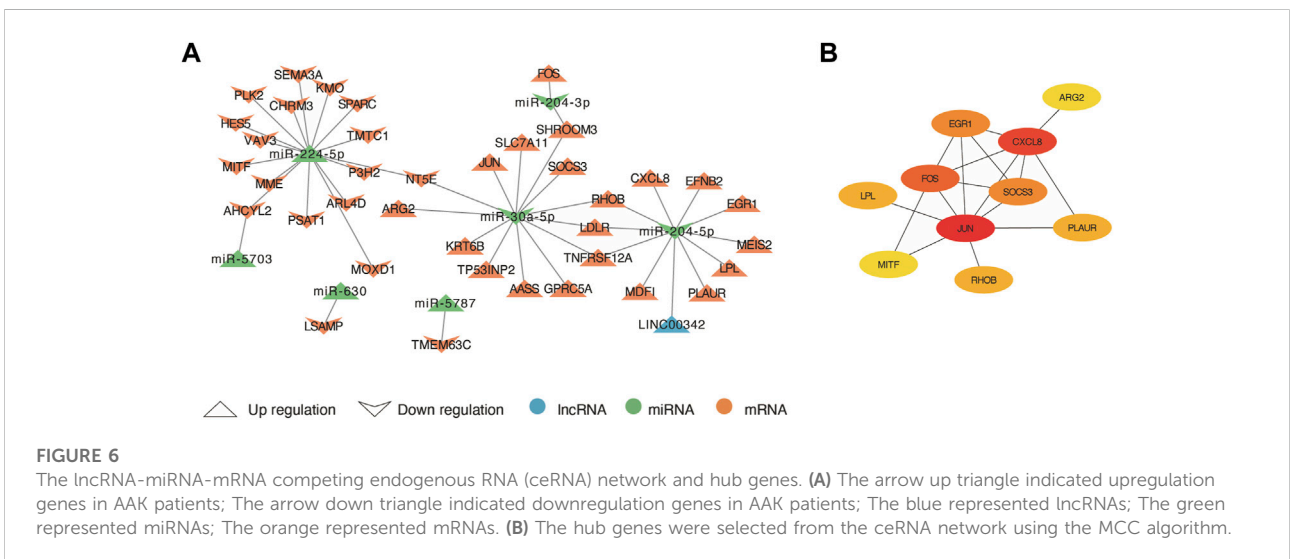 A
SEMA3A
KMO
PLK2
CHRM3
SPARC
HES5
VAV3
TMTC1
miR-224-5p
MITF
P3H2
MME
NT5E
AHCYL2
ARL4D
PSAT1
miR-5703
MOXD1
miR-630
LSAMP
miR-5787
TMEM63C
FOS
miR-204-3p
SHROOM3
SLC7A11
JUN
SOCS3
ARG2
miR-30a-5p
RHOB
LDLR
TNFRSF12A
KRT6B
TP53INP2
AASS
GPRC5A
CXCL8
EFNB2
EGR1
miR-204-5p
MEIS2
LPL
MDFI
PLAUR
LINC00342
Up regulation
Down regulation
lncRNA
miRNA
mRNA
B
ARG2
EGR1
CXCL8
FOS
SOCS3
LPL
JUN
PLAUR
MITF
RHOB
FIGURE 6
The lncRNA-miRNA-mRNA competing endogenous RNA (ceRNA) network and hub genes. (A) The arrow up triangle indicated upregulation
genes in AAK patients; The arrow down triangle indicated downregulation genes in AAK patients; The blue represented lncRNAs; The green
represented miRNAs; The orange represented mRNAs. (B) The hub genes were selected from the ceRNA network using the MCC algorithm.